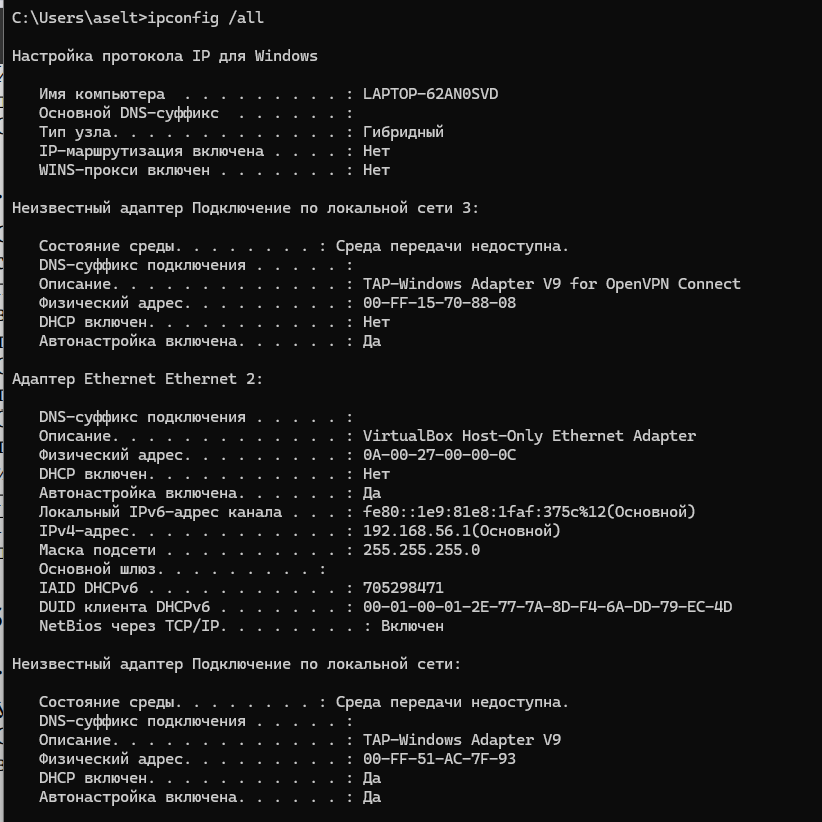 C:\Users\aselt>ipconfig /all
Настройка протокола IP для Windows
Имя компьютера . . . . . . . . . : LAPTOP-62AN0SVD
Основной DNS-суффикс . . . . . . :
Тип узла. . . . . . . . . . . . . : Гибридный
IP-маршрутизация включена . . . . : Нет
WINS-прокси включен . . . . . . . : Нет
Неизвестный адаптер Подключение по локальной сети 3:
Состояние среды. . . . . . . . : Среда передачи недоступна.
DNS-суффикс подключения . . . . . :
Описание. . . . . . . . . . . . . : TAP-Windows Adapter V9 for OpenVPN Connect
Физический адрес. . . . . . . . . : 00-FF-15-70-88-08
DHCP включен. . . . . . . . . . . : Нет
Автонастройка включена. . . . . . : Да
Адаптер Ethernet Ethernet 2:
DNS-суффикс подключения . . . . . :
Описание. . . . . . . . . . . . . : VirtualBox Host-Only Ethernet Adapter
Физический адрес. . . . . . . . . : 0A-00-27-00-00-0C
DHCP включен. . . . . . . . . . . : Нет
Автонастройка включена. . . . . . : Да
Локальный IPv6-адрес канала . . . : fe80::1e9:81e8:1faf:375c%12(Основной)
IPv4-адрес. . . . . . . . . . . . : 192.168.56.1(Основной)
Маска подсети . . . . . . . . . . : 255.255.255.0
Основной шлюз. . . . . . . . . :
IAID DHCPv6 . . . . . . . . . . . : 705298471
DUID клиента DHCPv6 . . . . . . . : 00-01-00-01-2E-77-7A-8D-F4-6A-DD-79-EC-4D
NetBios через TCP/IP. . . . . . . . : Включен
Неизвестный адаптер Подключение по локальной сети:
Состояние среды. . . . . . . . : Среда передачи недоступна.
DNS-суффикс подключения . . . . . :
Описание. . . . . . . . . . . . . : TAP-Windows Adapter V9
Физический адрес. . . . . . . . . : 00-FF-51-AC-7F-93
DHCP включен. . . . . . . . . . . : Да
Автонастройка включена. . . . . . : Да